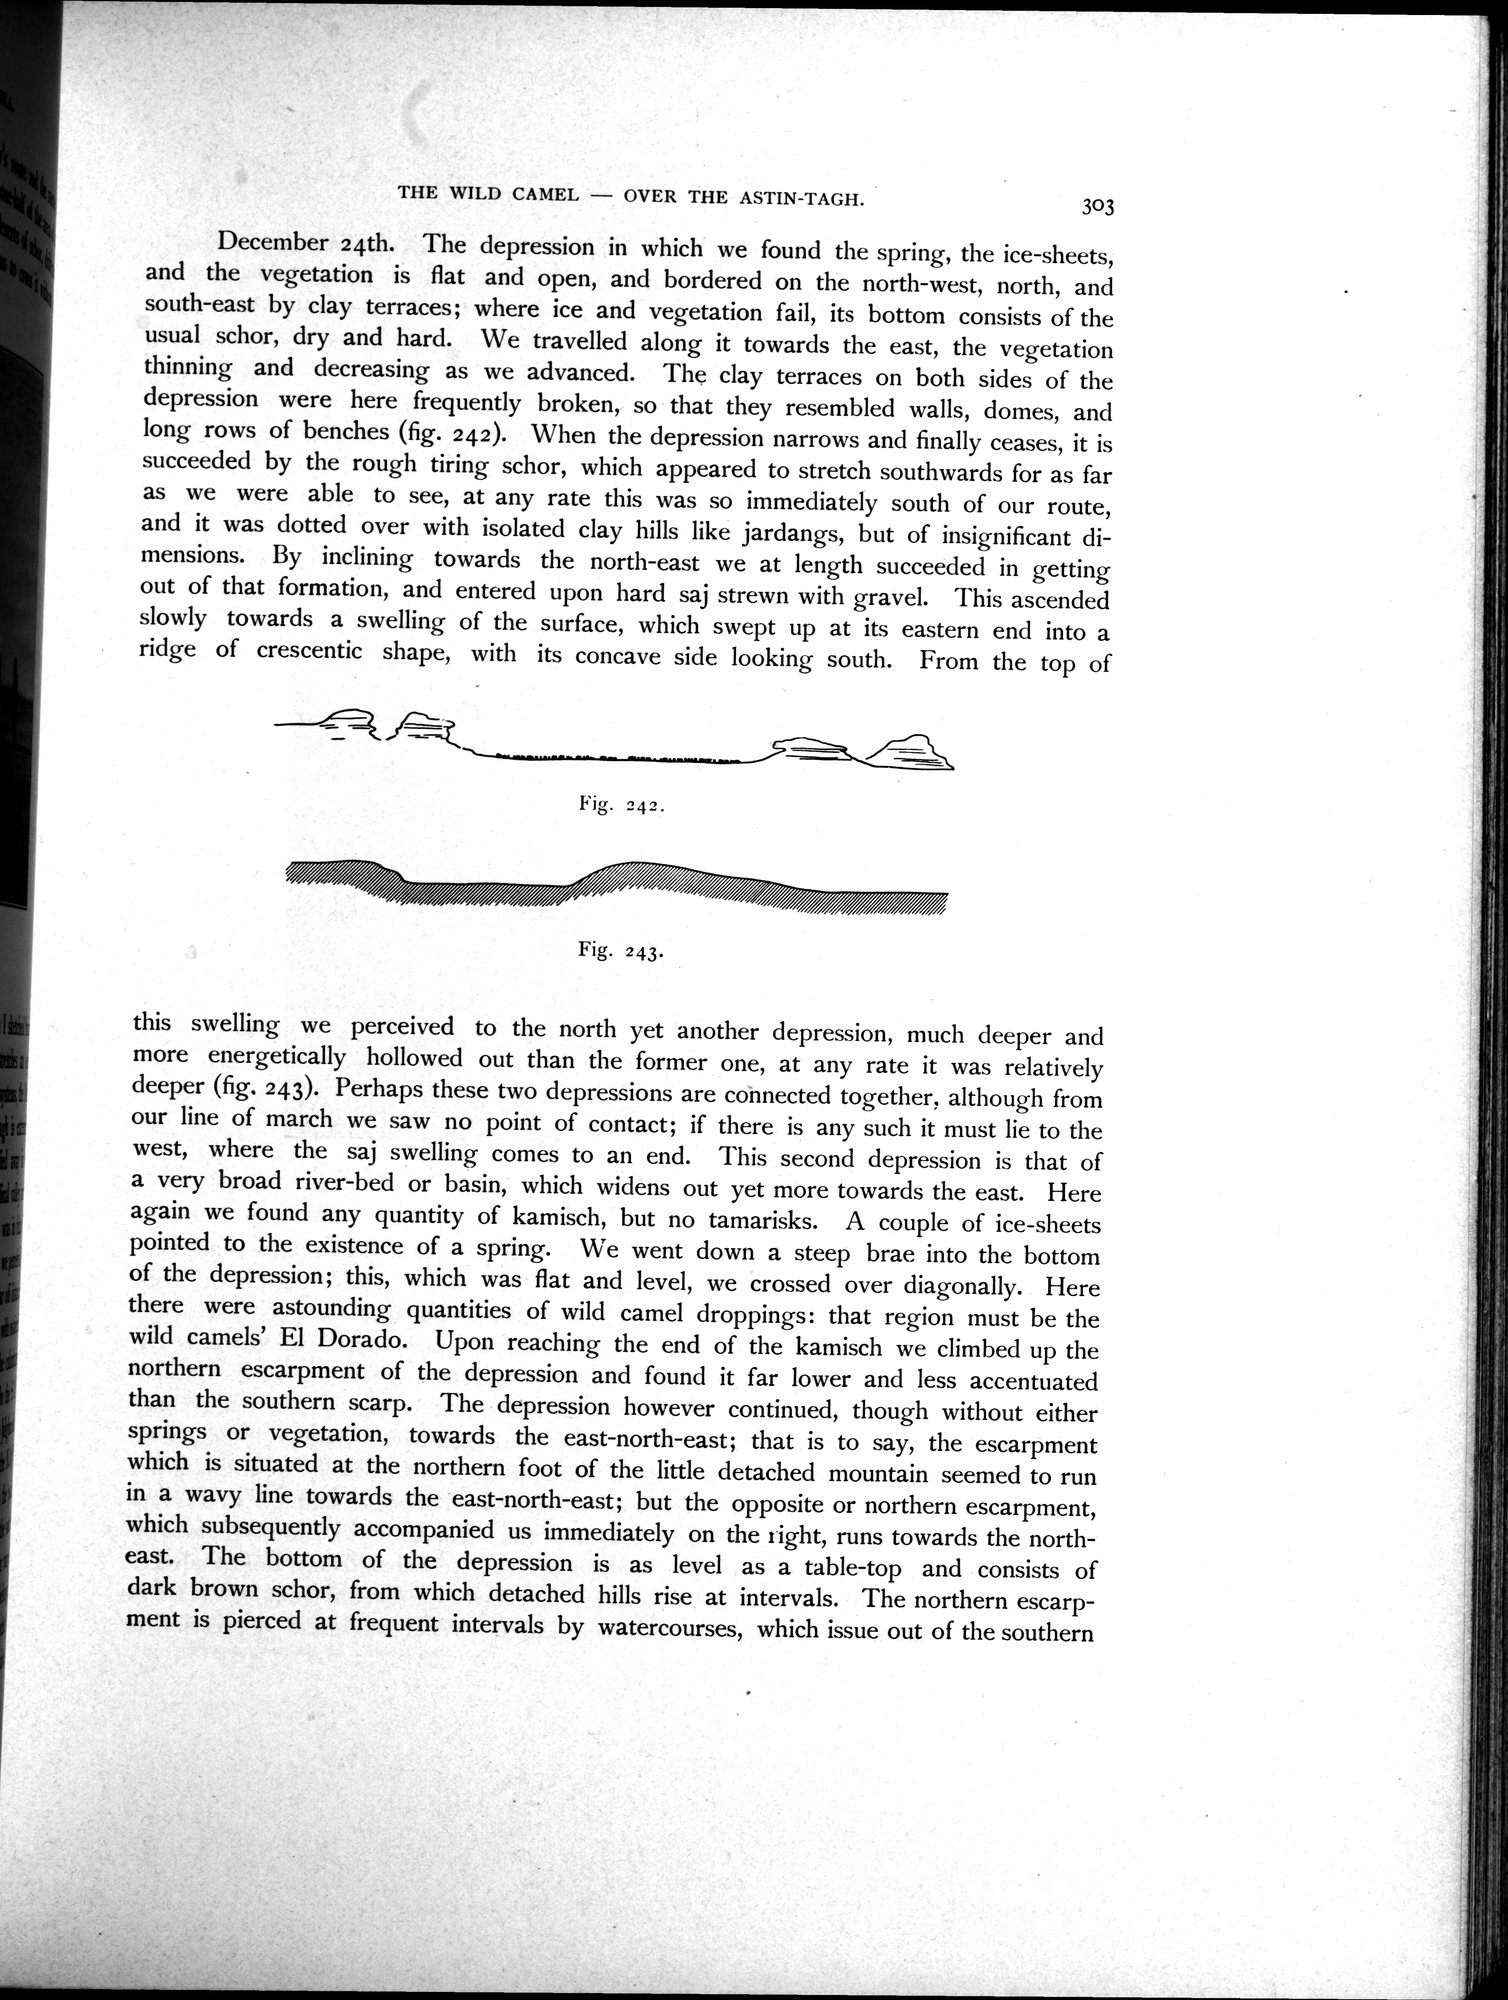 THE WILD CAMEL — OVER THE ASTIN-TAGH. 303
December 24th. The depression in which we found the spring, the ice-sheets,
and the vegetation is flat and open, and bordered on the north-west, north, and
south-east by clay terraces; where ice and vegetation fail, its bottom consists of the
usual schor, dry and hard. We travelled along it towards the east, the vegetation
thinning and decreasing as we advanced. The clay terraces on both sides of the
depression were here frequently broken, so that they resembled walls, domes, and
long rows of benches (fig. 242). When the depression narrows and finally ceases, it is
succeeded by the rough tiring schor, which appeared to stretch southwards for as far
as we were able to see, at any rate this was so immediately south of our route,
and it was dotted over with isolated clay hills like jardangs, but of insignificant di-
mensions. By inclining towards the north-east we at length succeeded in getting
out of that formation, and entered upon hard saj strewn with gravel. This ascended
slowly towards a swelling of the surface, which swept up at its eastern end into a
ridge of crescentic shape, with its concave side looking south. From the top of
Fig. 242.
Fig. 243.
this swelling we perceived to the north yet another depression, much deeper and
more energetically hollowed out than the former one, at any rate it was relatively
deeper (fig. 243). Perhaps these two depressions are connected together, although from
our line of march we saw no point of contact; if there is any such it must lie to the
west, where the saj swelling comes to an end. This second depression is that of
a very broad river-bed or basin, which widens out yet more towards the east. Here
again we found any quantity of kamisch, but no tamarisks. A couple of ice-sheets
pointed to the existence of a spring. We went down a steep brae into the bottom
of the depression; this, which was flat and level, we crossed over diagonally. Here
there were astounding quantities of wild camel droppings: that region must be the
wild camels' El Dorado. Upon reaching the end of the kamisch we climbed up the
northern escarpment of the depression and found it far lower and less accentuated
than the southern scarp. The depression however continued, though without either
springs or vegetation, towards the east-north-east; that is to say, the escarpment
which is situated at the northern foot of the little detached mountain seemed to run
in a wavy line towards the east-north-east; but the opposite or northern escarpment,
which subsequently accompanied us immediately on the right, runs towards the north-
east. The bottom of the depression is as level as a table-top and consists of
dark brown schor, from which detached hills rise at intervals. The northern escarp-
ment is pierced at frequent intervals by watercourses, which issue out of the southern